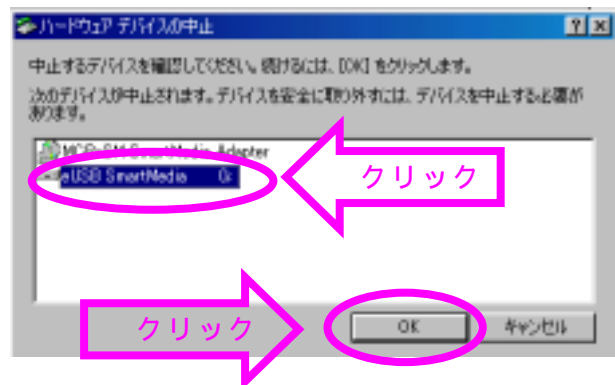 ハードウェア デバイスの中止
中止するデバイスを確認してください。続けるには、[OK] をクリックします。
次のデバイスが中止されます。デバイスを安全に取り外すには、デバイスを中止する必要が
あります。
SmartMedia Adapter
eUSB SmartMedia
クリック
クリック
OK
キャンセル